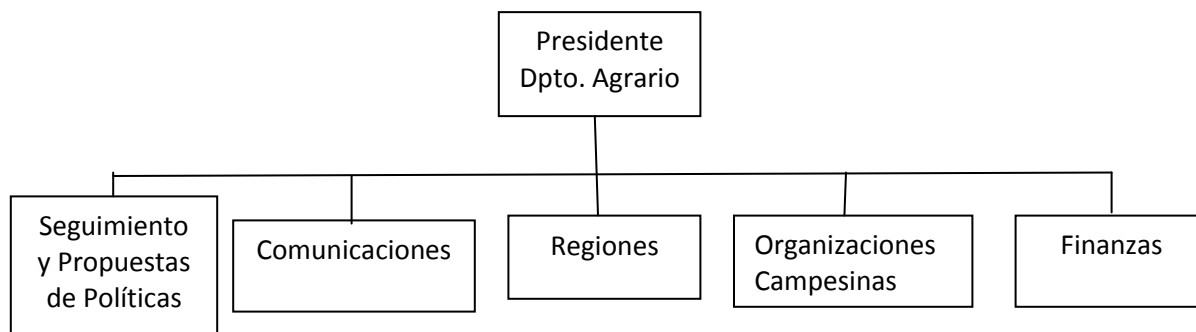 Presidente
Dpto. Agrario
Seguimiento
y Propuestas
de Políticas
Comunicaciones
Regiones
Organizaciones
Campesinas
Finanzas